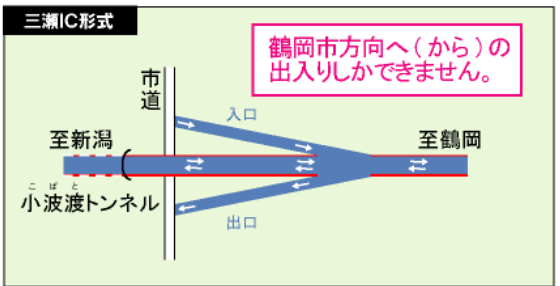 三瀬IC形式
鶴岡市方向へ（から）の
出入りしかできません。
市道
入口
至新潟
至鶴岡
こばと
小波渡トンネル
出口